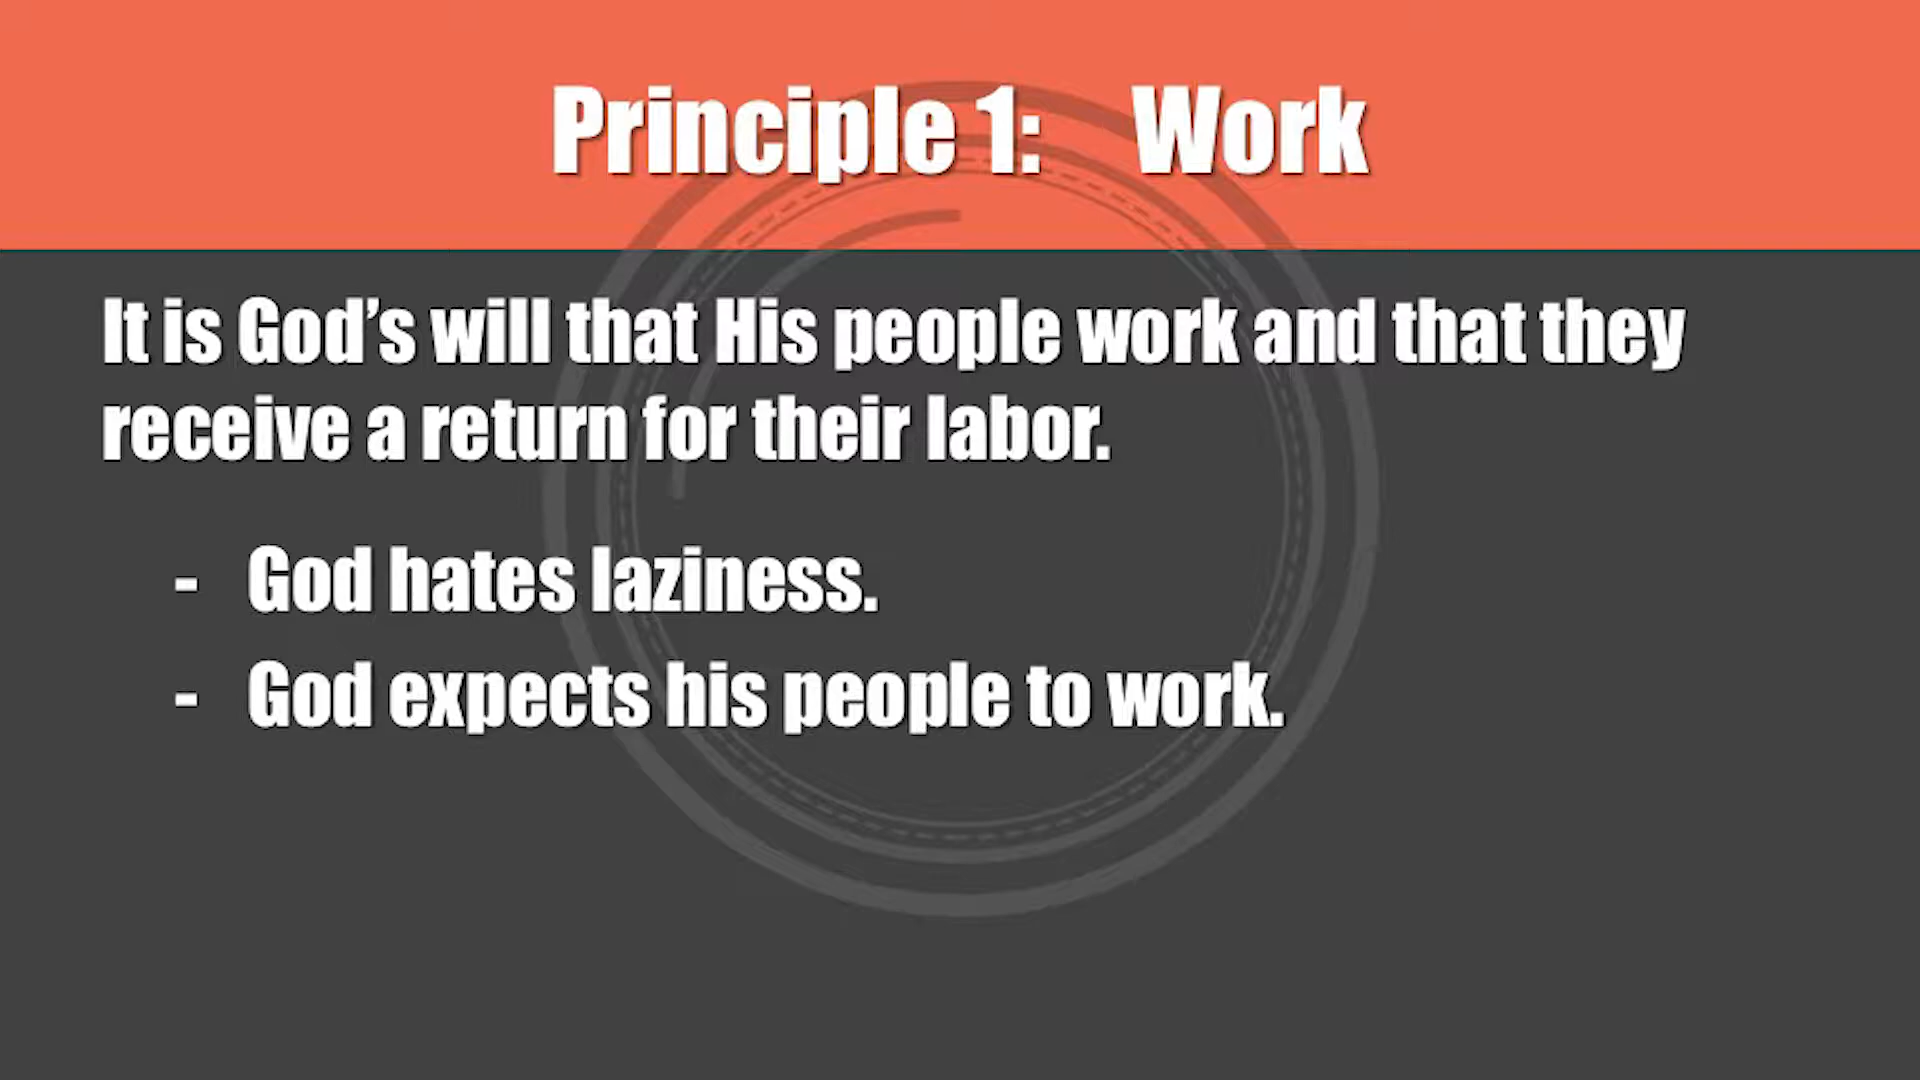 Principle 1: Work
It is God’s will that His people work and that they
receive a return for their labor.
- God hates laziness.
- God expects his people to work.